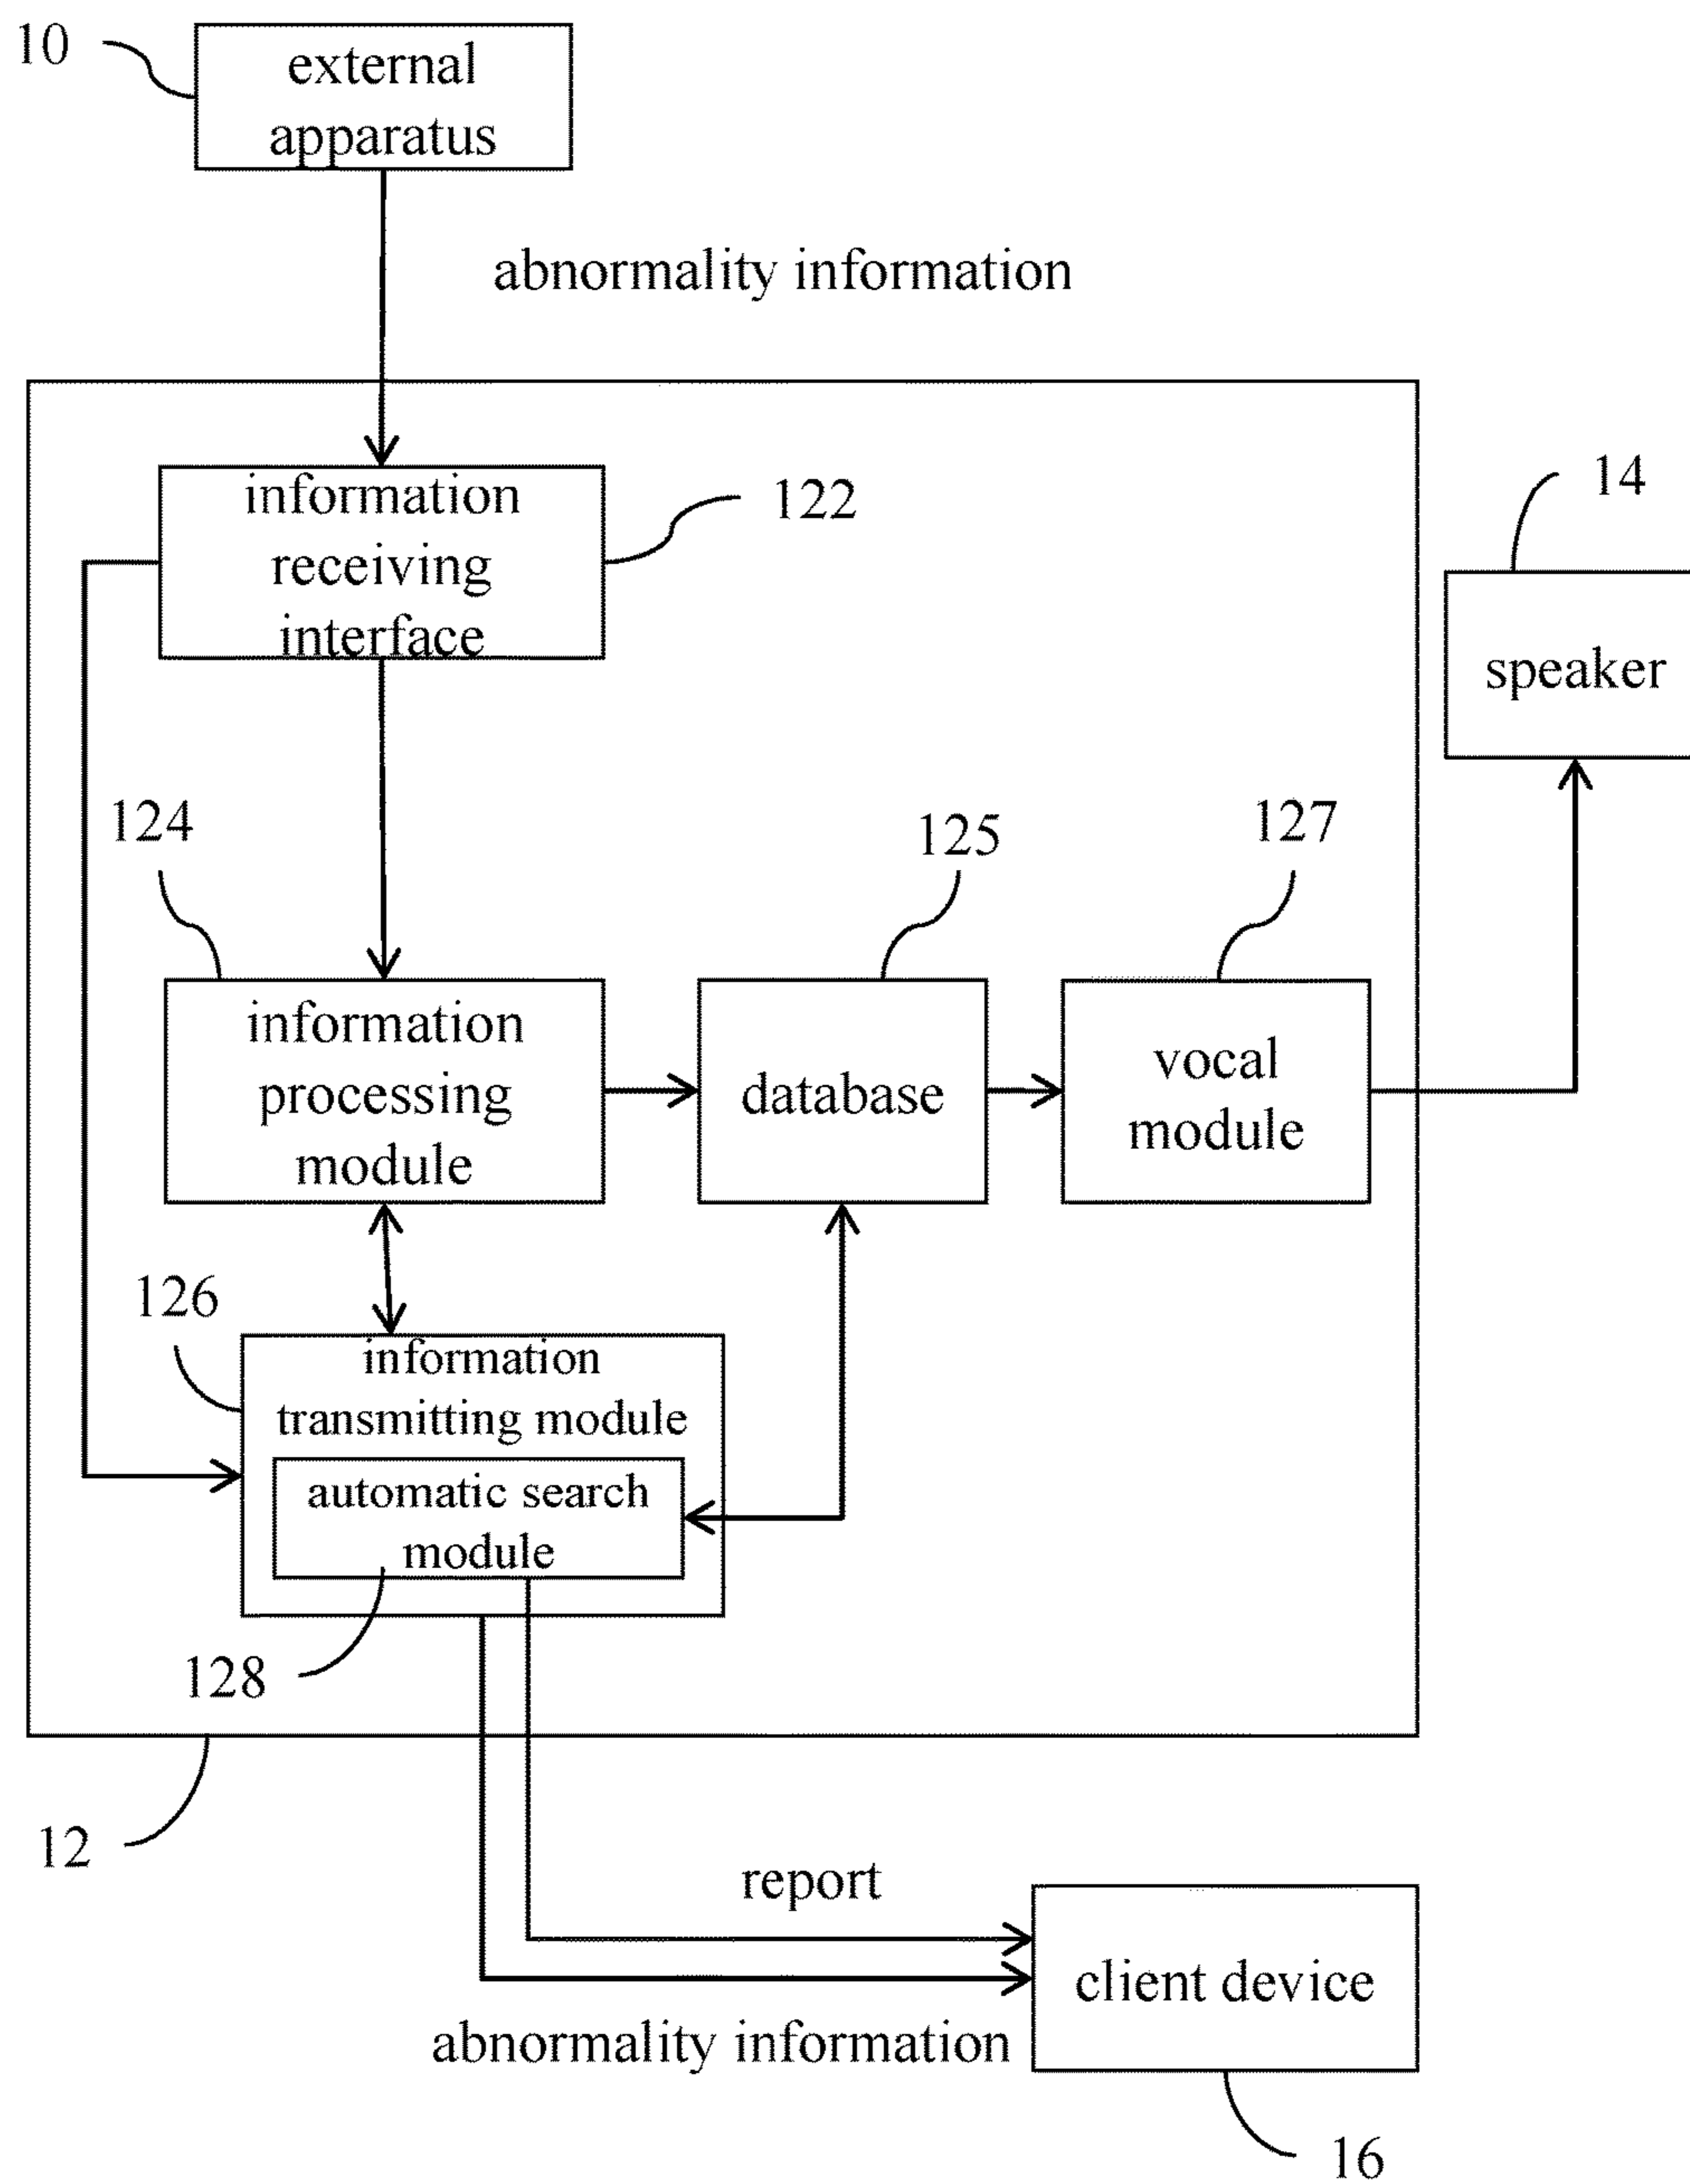 10
external
apparatus
abnormality information
information
receiving
interface
122
14
speaker
124
125
127
information
processing
module
database
vocal
module
126
information
transmitting module
automatic search
module
128
12
report
client device
abnormality information
16